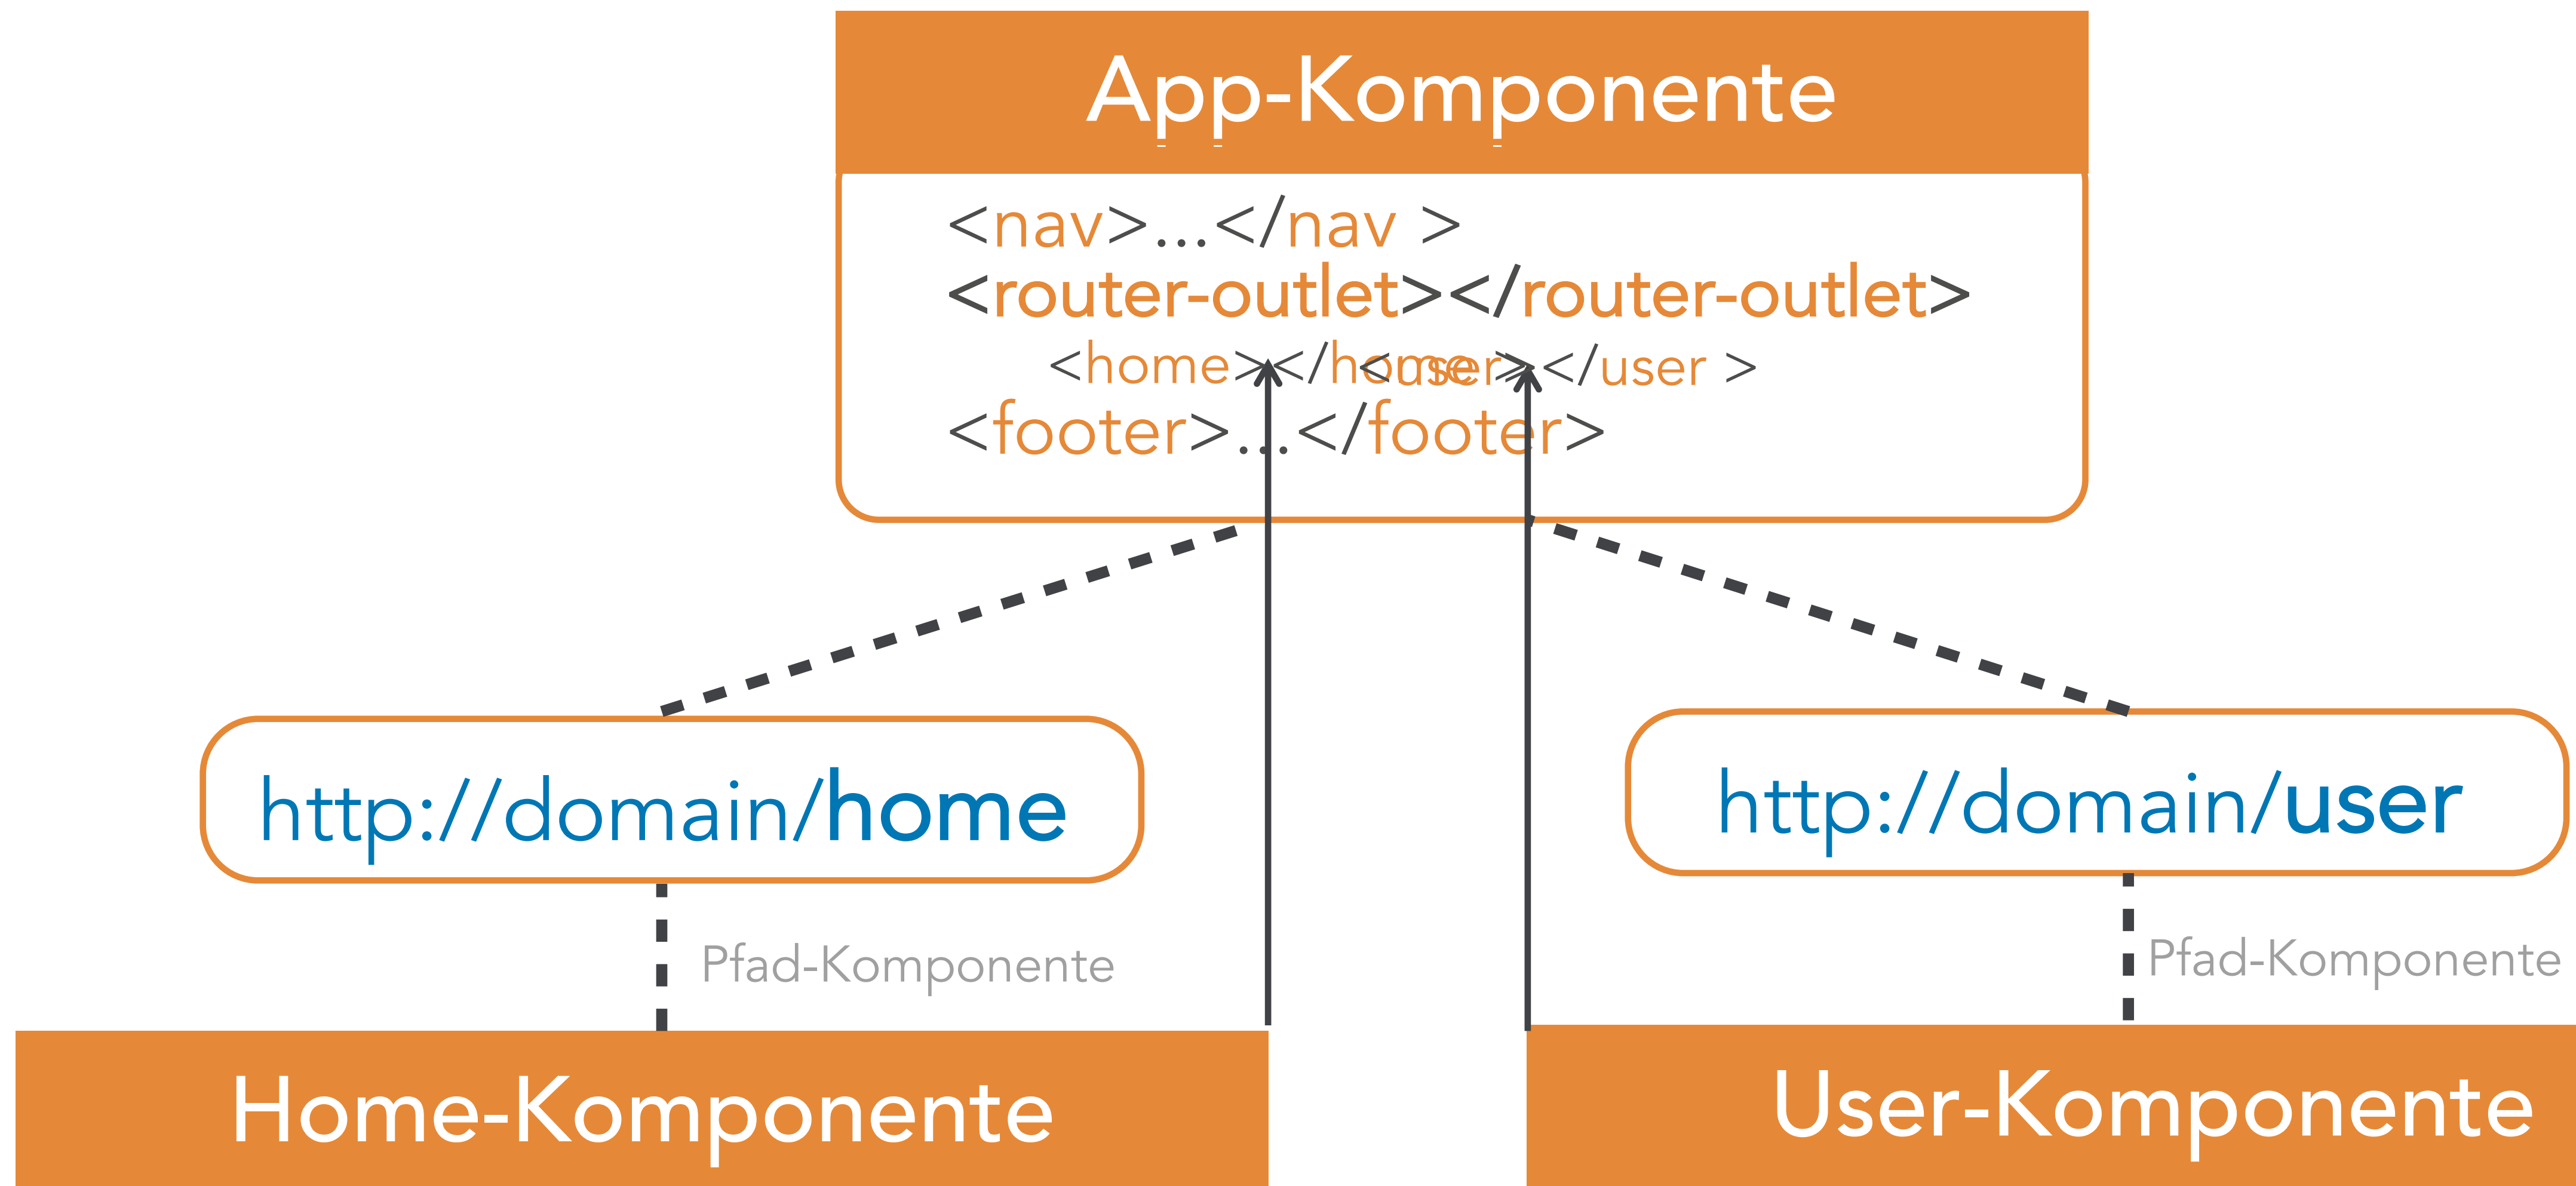 App-Komponente
<nav>...</nav >
<router-outlet></router-outlet>
<home></home>
<user></user >
<footer>...</footer>
http://domain/home
http://domain/user
Pfad-Komponente
Pfad-Komponente
Home-Komponente
User-Komponente